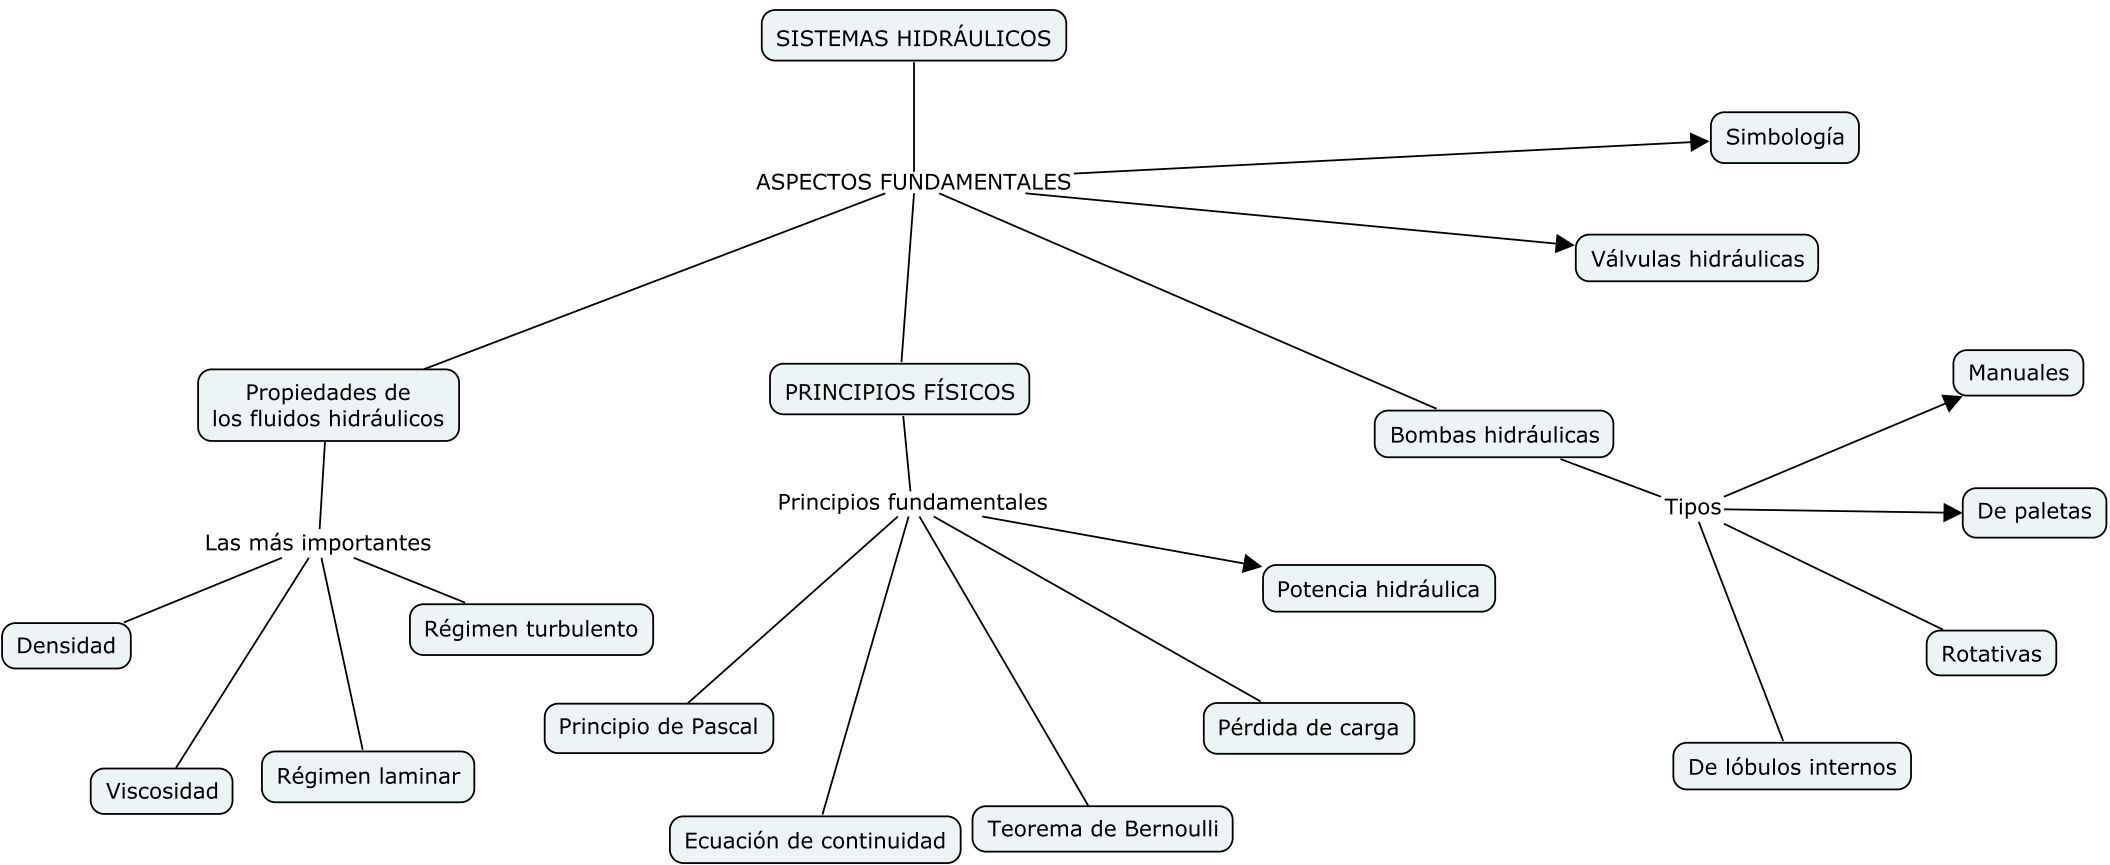 SISTEMAS HIDRÁULICOS
Simbología
ASPECTOS FUNDAMENTALES
Válvulas hidráulicas
Propiedades de
los fluidos hidráulicos
PRINCIPIOS FÍSICOS
Bombas hidráulicas
Manuales
Las más importantes
Principios fundamentales
Tipos
De paletas
Densidad
Viscosidad
Régimen laminar
Régimen turbulento
Principio de Pascal
Ecuación de continuidad
Teorema de Bernoulli
Pérdida de carga
Potencia hidráulica
Rotativas
De lóbulos internos